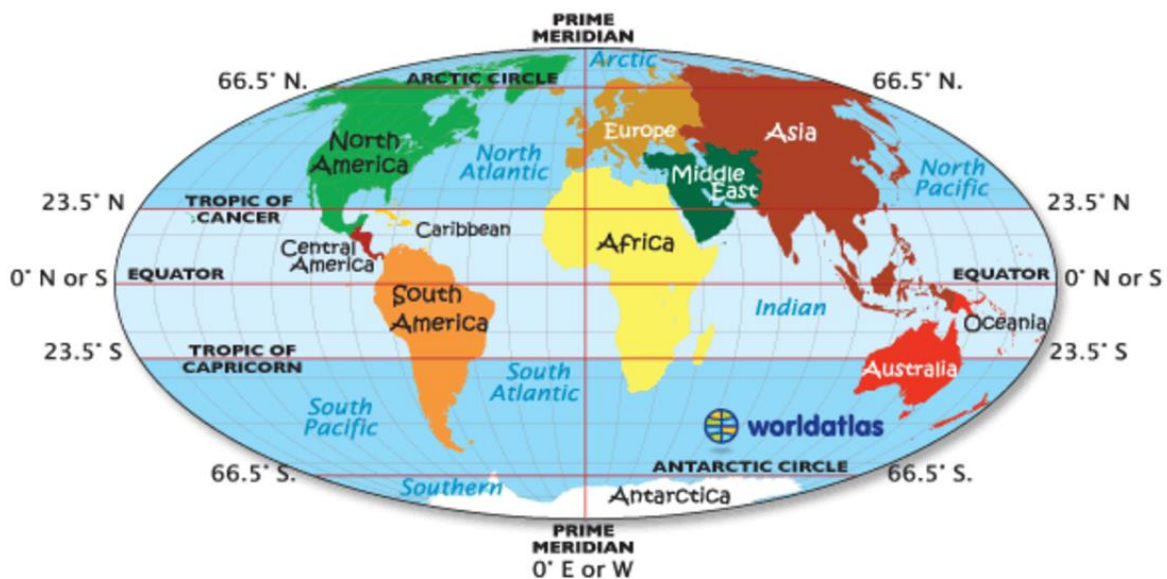 PRIME
MERIDIAN
66.5° N.
ARCTIC CIRCLE
Arctic
66.5° N.
North
America
North
Atlantic
Europe
Asia
Middle
East
North
Pacific
23.5° N
TROPIC OF
CANCER
23.5° N
Caribbean
Central
America
Africa
0° N or S
EQUATOR
EQUATOR
0° N or S
South
America
Indian
Oceania
23.5° S
TROPIC OF
CAPRICORN
23.5° S
Australia
South
Atlantic
South
Pacific
worldatlas
66.5° S.
ANTARCTIC CIRCLE
66.5° S.
Southern
Antarctica
PRIME
MERIDIAN
0° E or W